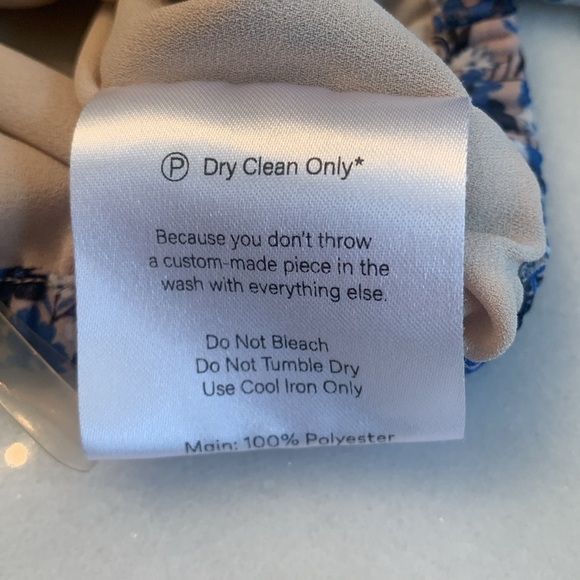 Ⓟ Dry Clean Only*
Because you don't throw
a custom-made piece in the
wash with everything else.
Do Not Bleach
Do Not Tumble Dry
Use Cool Iron Only
Main: 100% Polyester